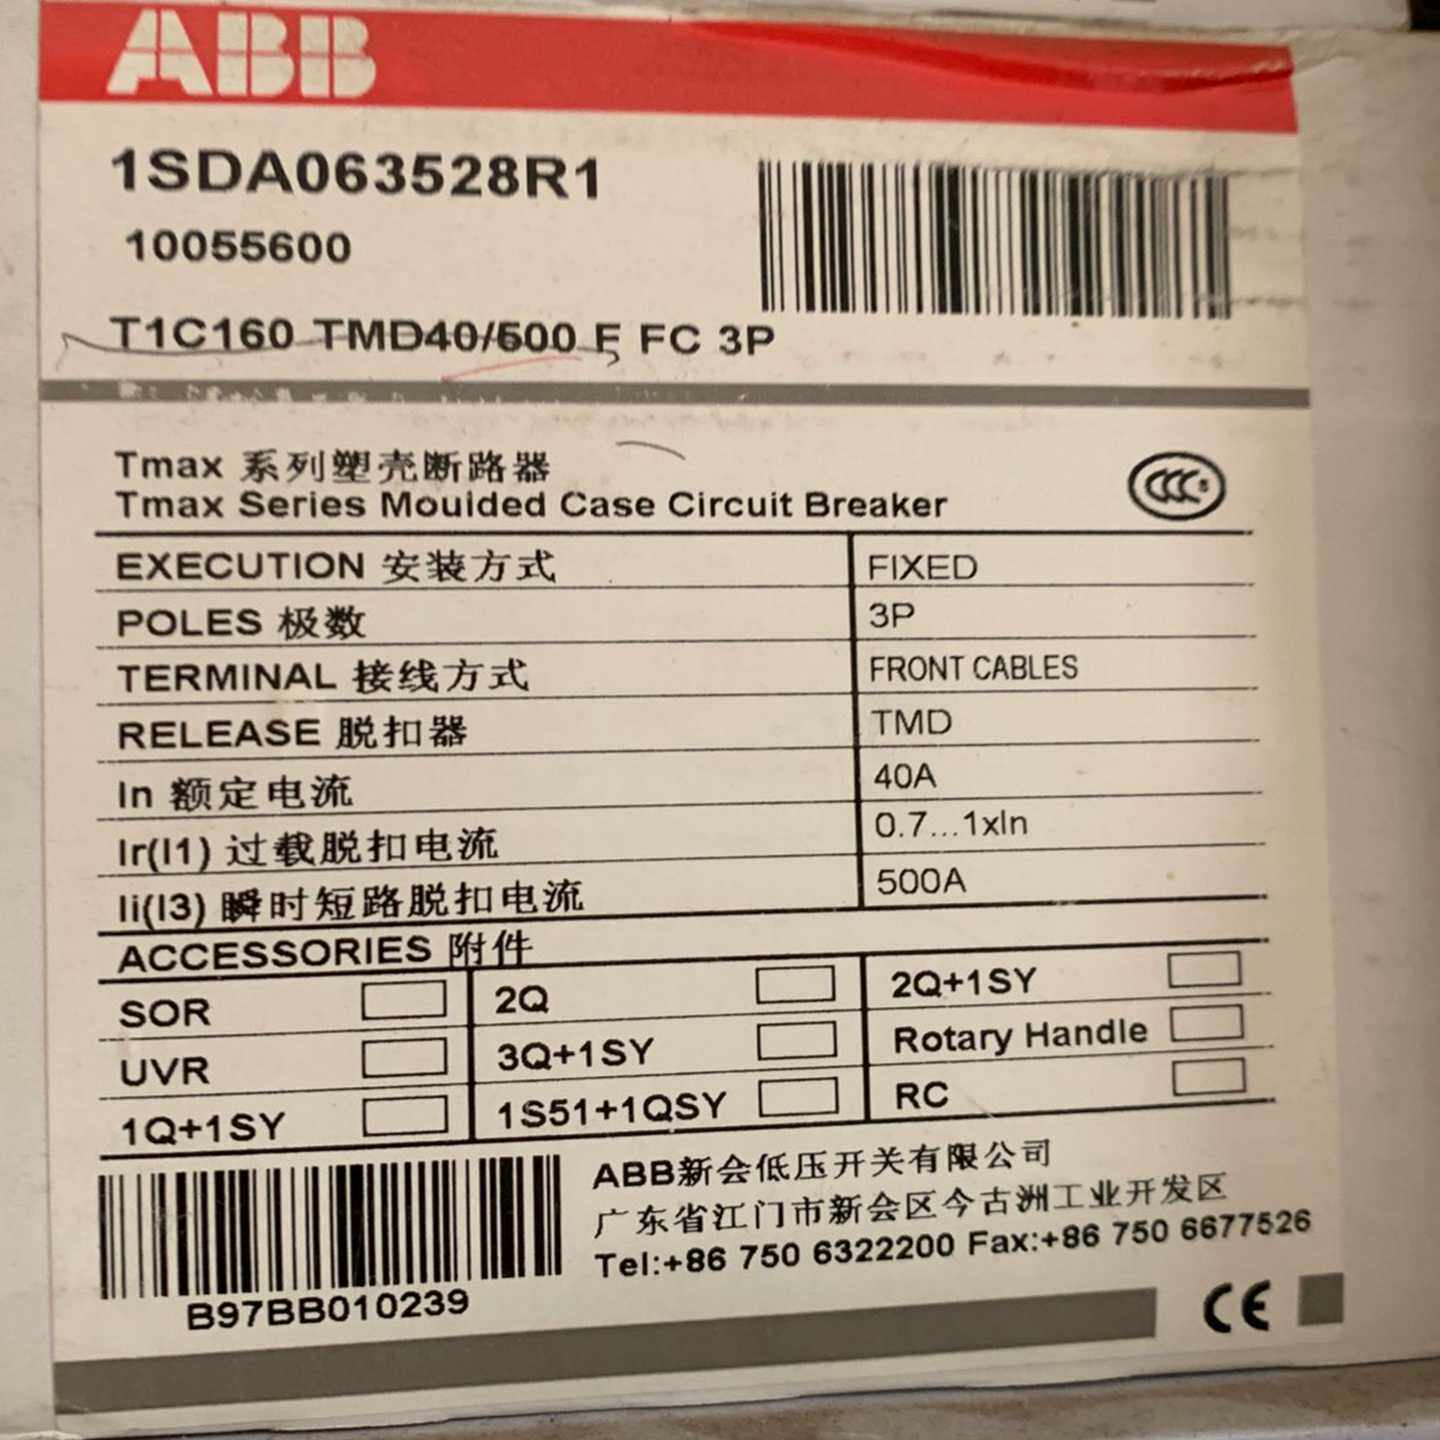 ABB
1SDA063528R1
10055600
T1C160 TMD40/500 F FC 3P
Tmax 系列塑壳断路器
Tmax Series Moulded Case Circuit Breaker
CCC S
EXECUTION 安装方式 FIXED
POLES 极数 3P
TERMINAL 接线方式 FRONT CABLES
RELEASE 脱扣器 TMD
In 额定电流 40A
Ir(I1) 过载脱扣电流 0.7...1xIn
Ii(I3) 瞬时短路脱扣电流 500A
ACCESSORIES 附件
SOR 2Q 2Q+1SY
UVR 3Q+1SY Rotary Handle
1Q+1SY 1S51+1QSY RC
ABB新会低压开关有限公司
广东省江门市新会区今古洲工业开发区
Tel:+86 750 6322200 Fax:+86 750 6677526
B97BB010239
CE